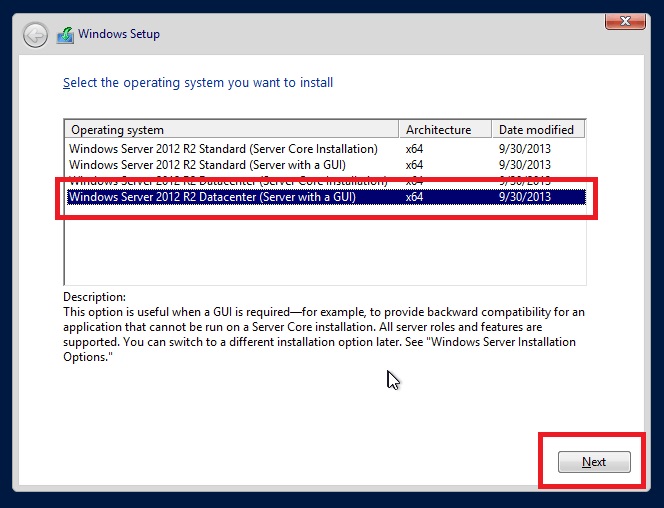 Windows Setup
Select the operating system you want to install
Operating system Architecture Date modified
Windows Server 2012 R2 Standard (Server Core Installation) x64 9/30/2013
Windows Server 2012 R2 Standard (Server with a GUI) x64 9/30/2013
Windows Server 2012 R2 Datacenter (Server Core Installation) x64 9/30/2013
Windows Server 2012 R2 Datacenter (Server with a GUI) x64 9/30/2013
Description:
This option is useful when a GUI is required—for example, to provide backward compatibility for an
application that cannot be run on a Server Core installation. All server roles and features are
supported. You can switch to a different installation option later. See "Windows Server Installation
Options."
Next